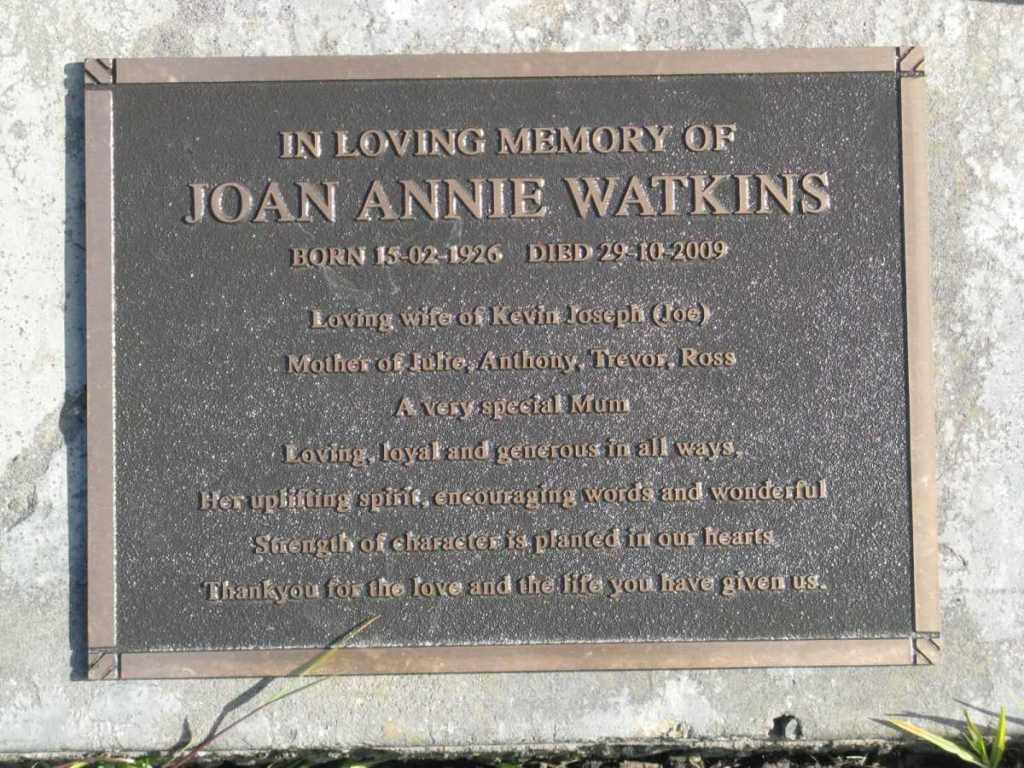 IN LOVING MEMORY OF
JOAN ANNIE WATKINS
BORN 15-02-1926 DIED 29-10-2009
Loving wife of Kevin Joseph (Joe)
Mother of Julie, Anthony, Trevor, Ross
A very special Mum
Loving, loyal and generous in all ways.
Her uplifting spirit, encouraging words and wonderful
Strength of character is planted in our hearts
Thankyou for the love and the life you have given us.